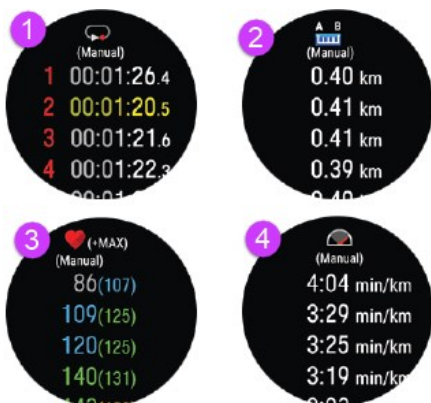 1
(Manual)
1 00:01:26.4
2 00:01:20.5
3 00:01:21.6
4 00:01:22.3
2
A B
(Manual)
0.40 km
0.41 km
0.41 km
0.39 km
3
(+MAX)
(Manual)
86(107)
109(125)
120(125)
140(131)
4
(Manual)
4:04 min/km
3:29 min/km
3:25 min/km
3:19 min/km